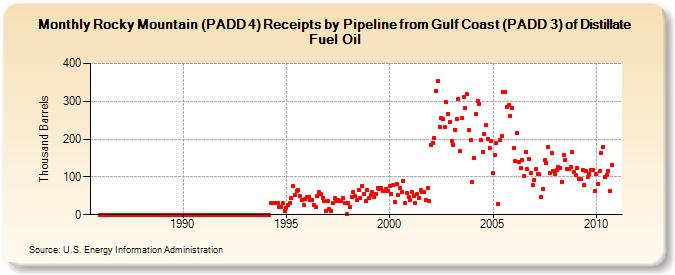 Monthly Rocky Mountain (PADD 4) Receipts by Pipeline from Gulf Coast (PADD 3) of Distillate
Fuel Oil
Thousand Barrels
400
300
200
100
0
1990
1995
2000
2005
2010
Source: U.S. Energy Information Administration